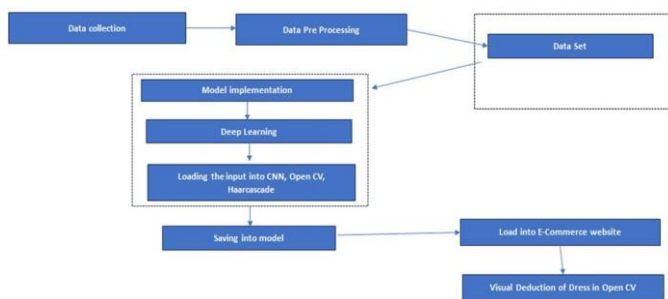 Data collection
Data Pre Processing
Data Set
Model implementation
Deep Learning
Loading the input into CNN, Open CV,
Haarcascade
Saving into model
Load into E-Commerce website
Visual Deduction of Dress in Open CV